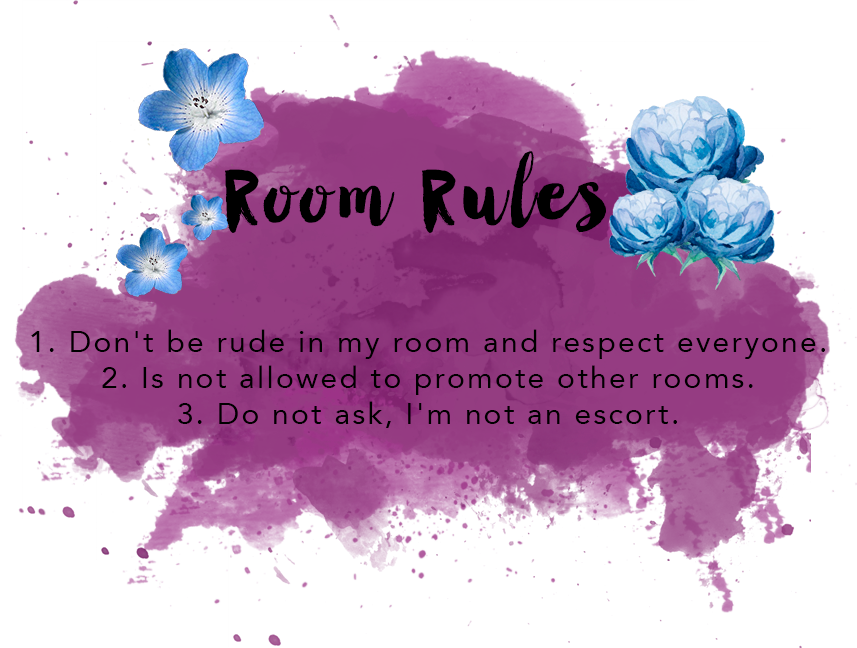 Room Rules
1. Don't be rude in my room and respect everyone.
2. Is not allowed to promote other rooms.
3. Do not ask, I'm not an escort.